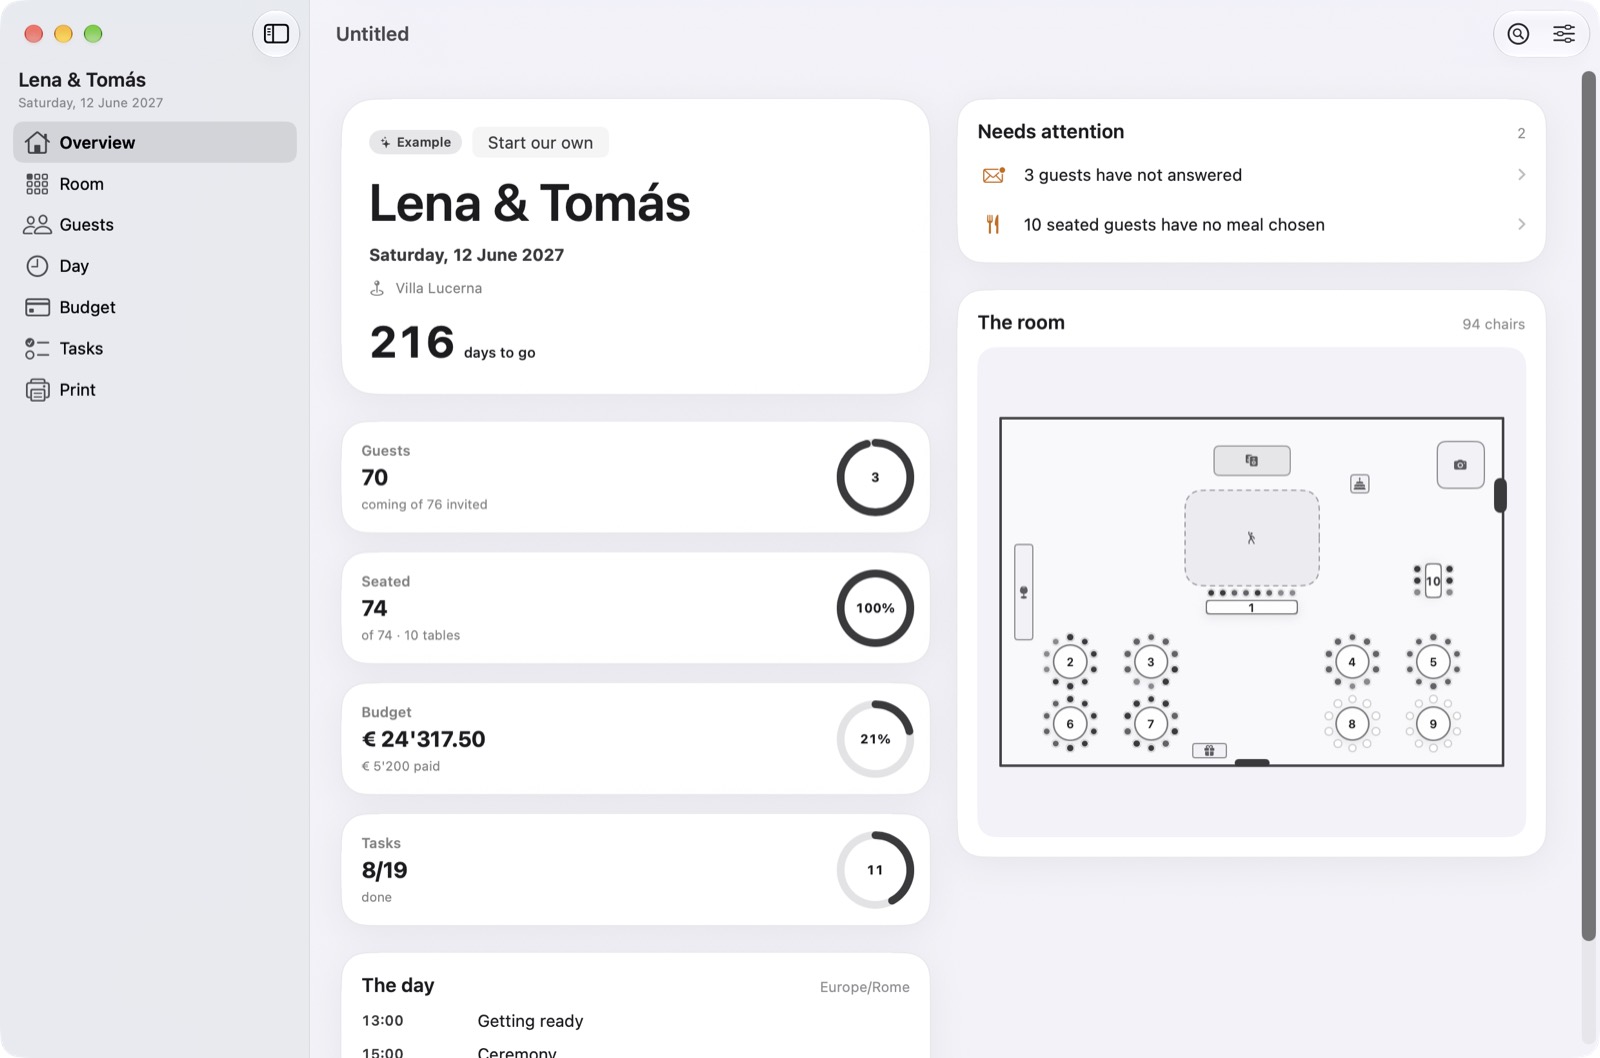 Untitled
Lena & Tomás
Saturday, 12 June 2027
Overview
Room
Guests
Day
Budget
Tasks
Print
Example
Start our own
Lena & Tomás
Saturday, 12 June 2027
Villa Lucerna
216 days to go
Guests
70
coming of 76 invited
3
Seated
74
of 74 · 10 tables
100%
Budget
€ 24'317.50
€ 5'200 paid
21%
Tasks
8/19
done
11
The day
Europe/Rome
13:00 Getting ready
15:00 Ceremony
Needs attention
2
3 guests have not answered
10 seated guests have no meal chosen
The room
94 chairs
10
1
2
3
4
5
6
7
8
9